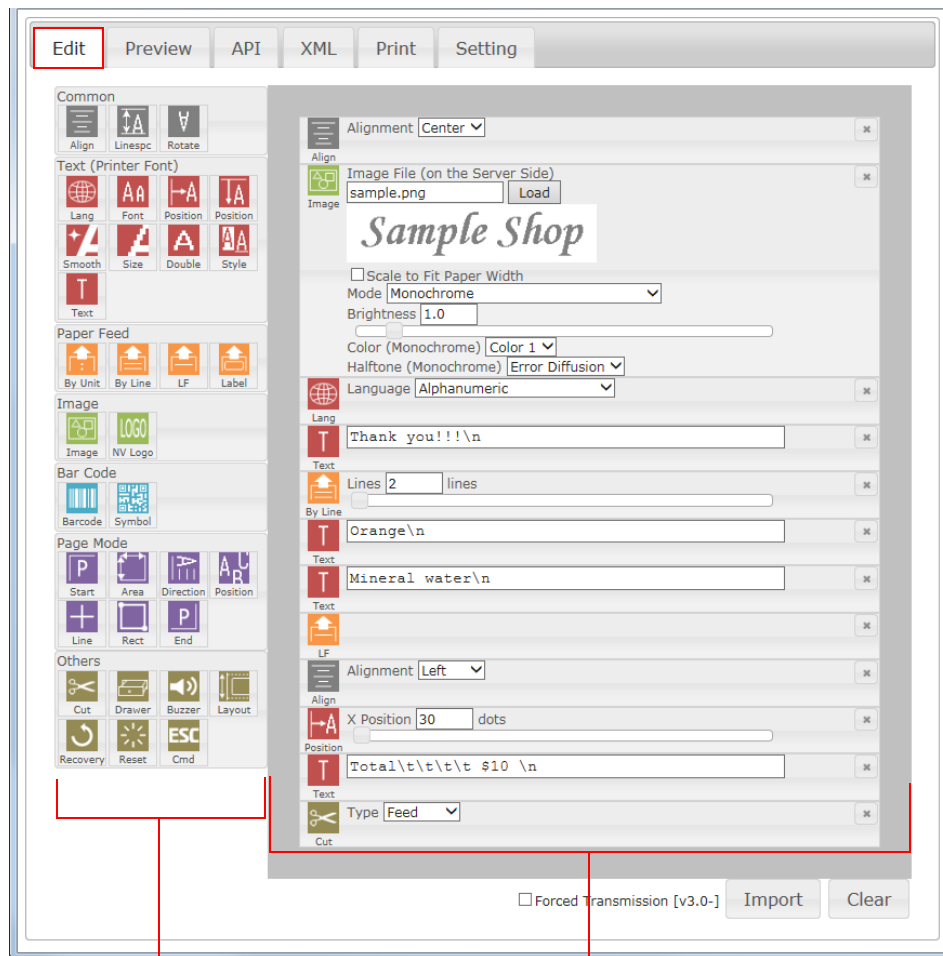 Edit Preview API XML Print Setting
Common
Align Linespc Rotate
Text (Printer Font)
Lang Font Position Position
Smooth Size Double Style
T
Text
Paper Feed
By Unit By Line LF Label
Image
LOGO
Image NV Logo
Bar Code
Barcode Symbol
Page Mode
Start Area Direction Position
Line Rect End
Others
Cut Drawer Buzzer Layout
ESC
Recovery Reset Cmd
Alignment Center
Align
Image File (on the Server Side)
sample.png Load
Image
Sample Shop
Scale to Fit Paper Width
Mode Monochrome
Brightness 1.0
Color (Monochrome) Color 1
Halftone (Monochrome) Error Diffusion
Language Alphanumeric
Lang
T Thank you!!!\n
Text
Lines 2 lines
By Line
T Orange\n
Text
T Mineral water\n
Text
LF
Alignment Left
Align
X Position 30 dots
Position
T Total\t\t\t\t $10 \n
Text
Type Feed
Cut
Forced Transmission [v3.0-] Import Clear